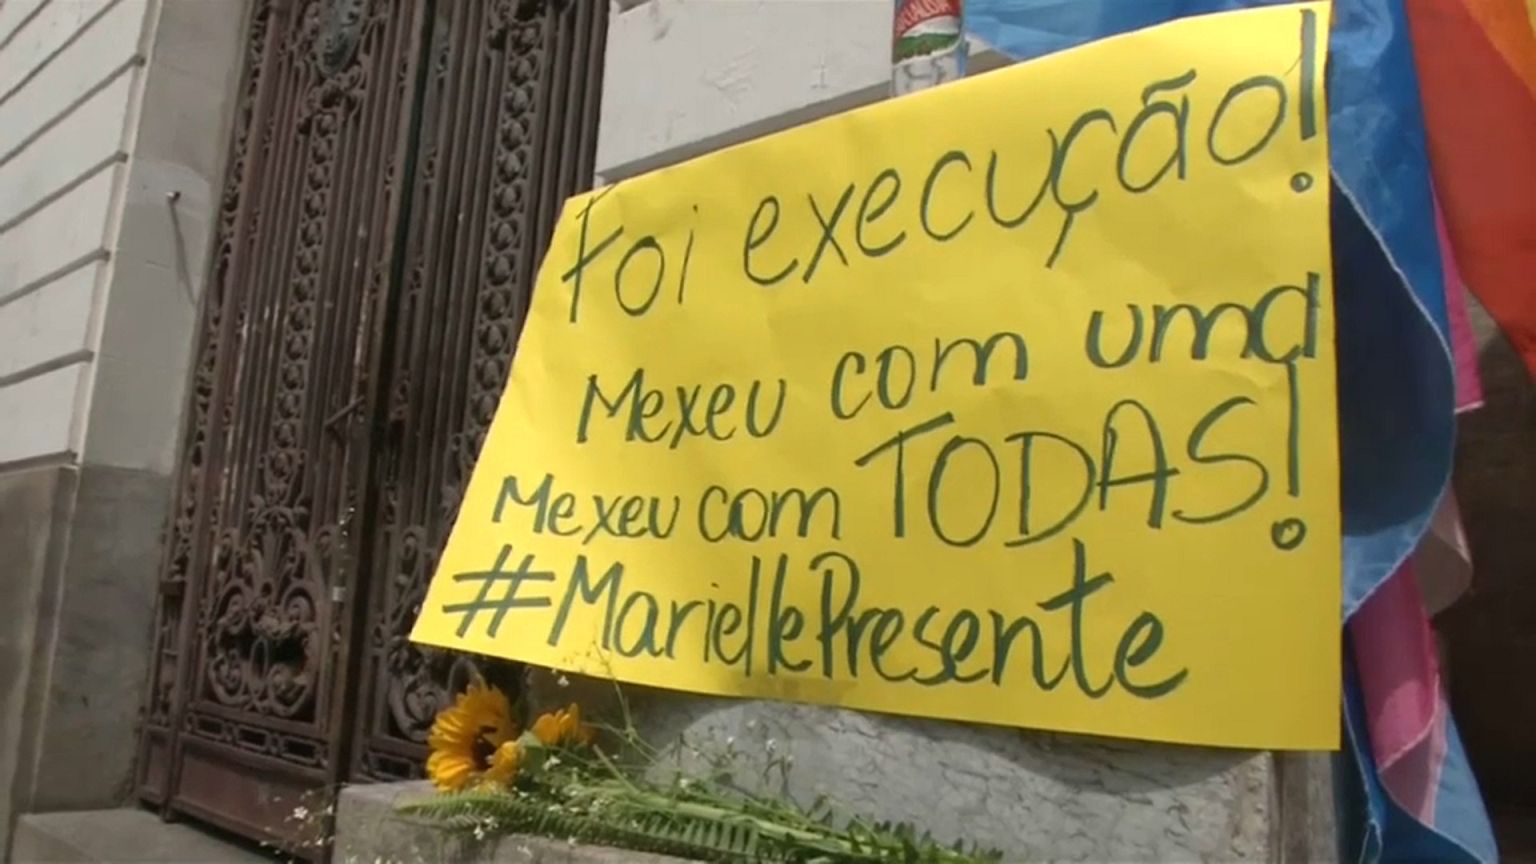 Foi execução!
Mexeu com uma
Mexeu com TODAS!
#MariellePresente